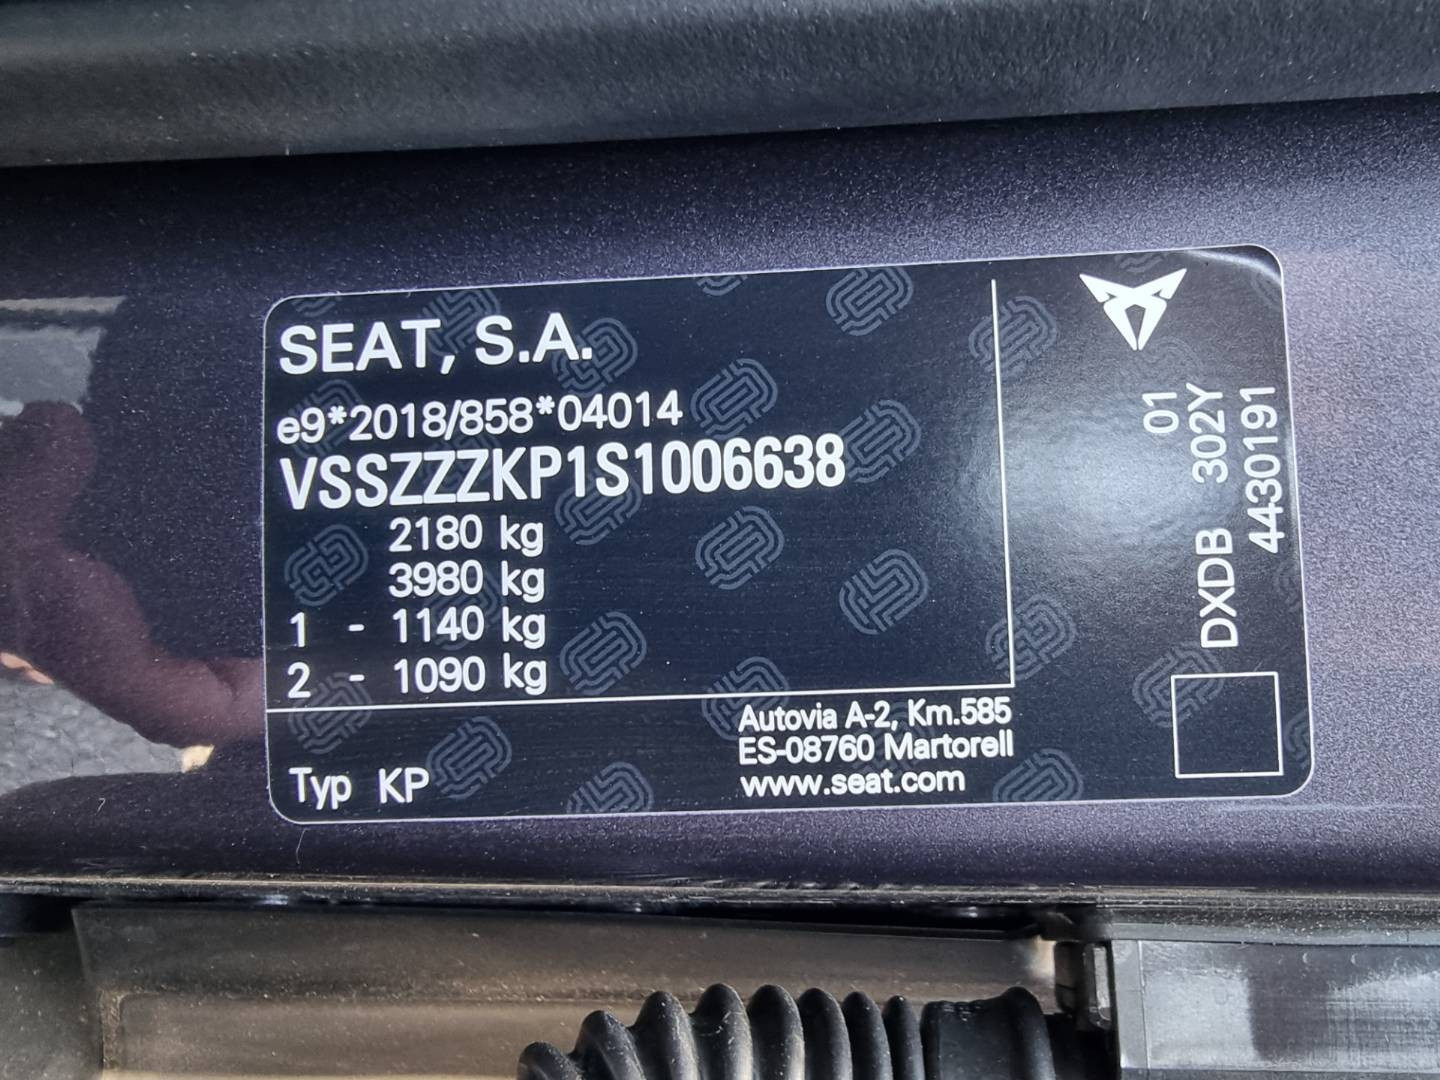 SEAT, S.A.
e9*2018/858*04014
VSSZZZKP1S1006638
2180 kg
3980 kg
1 - 1140 kg
2 - 1090 kg
Typ KP
Autovia A-2, Km.585
ES-08760 Martorell
www.seat.com
01
DXDB 302Y
4430191